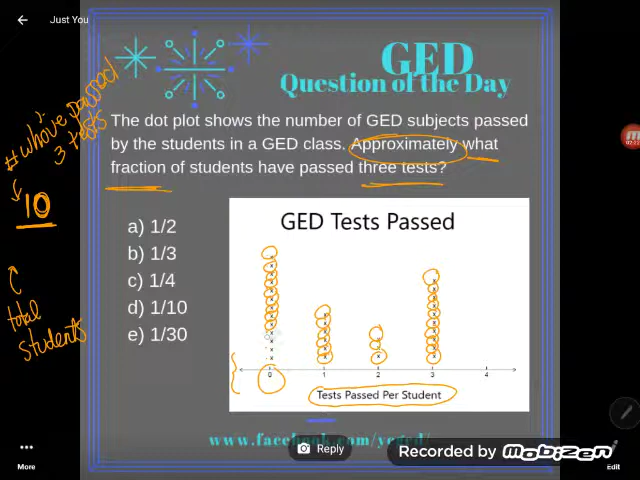 Just You
GED
Question of the Day
The dot plot shows the number of GED subjects passed
by the students in a GED class. Approximately what
fraction of students have passed three tests?
# who've passed
3 tests
10
total
students
a) 1/2
b) 1/3
c) 1/4
d) 1/10
e) 1/30
GED Tests Passed
0 1 2 3 4
Tests Passed Per Student
www.facebook.com/yeged/
Reply
More
Recorded by
MOBIZEN
Edit